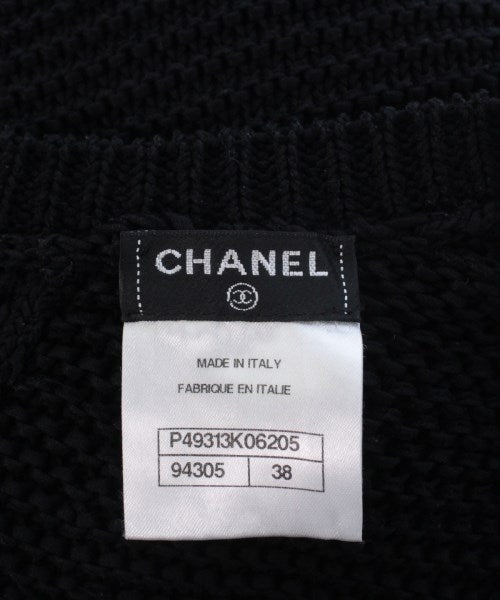 CHANEL
MADE IN ITALY
FABRIQUE EN ITALIE
P49313K06205
94305 38